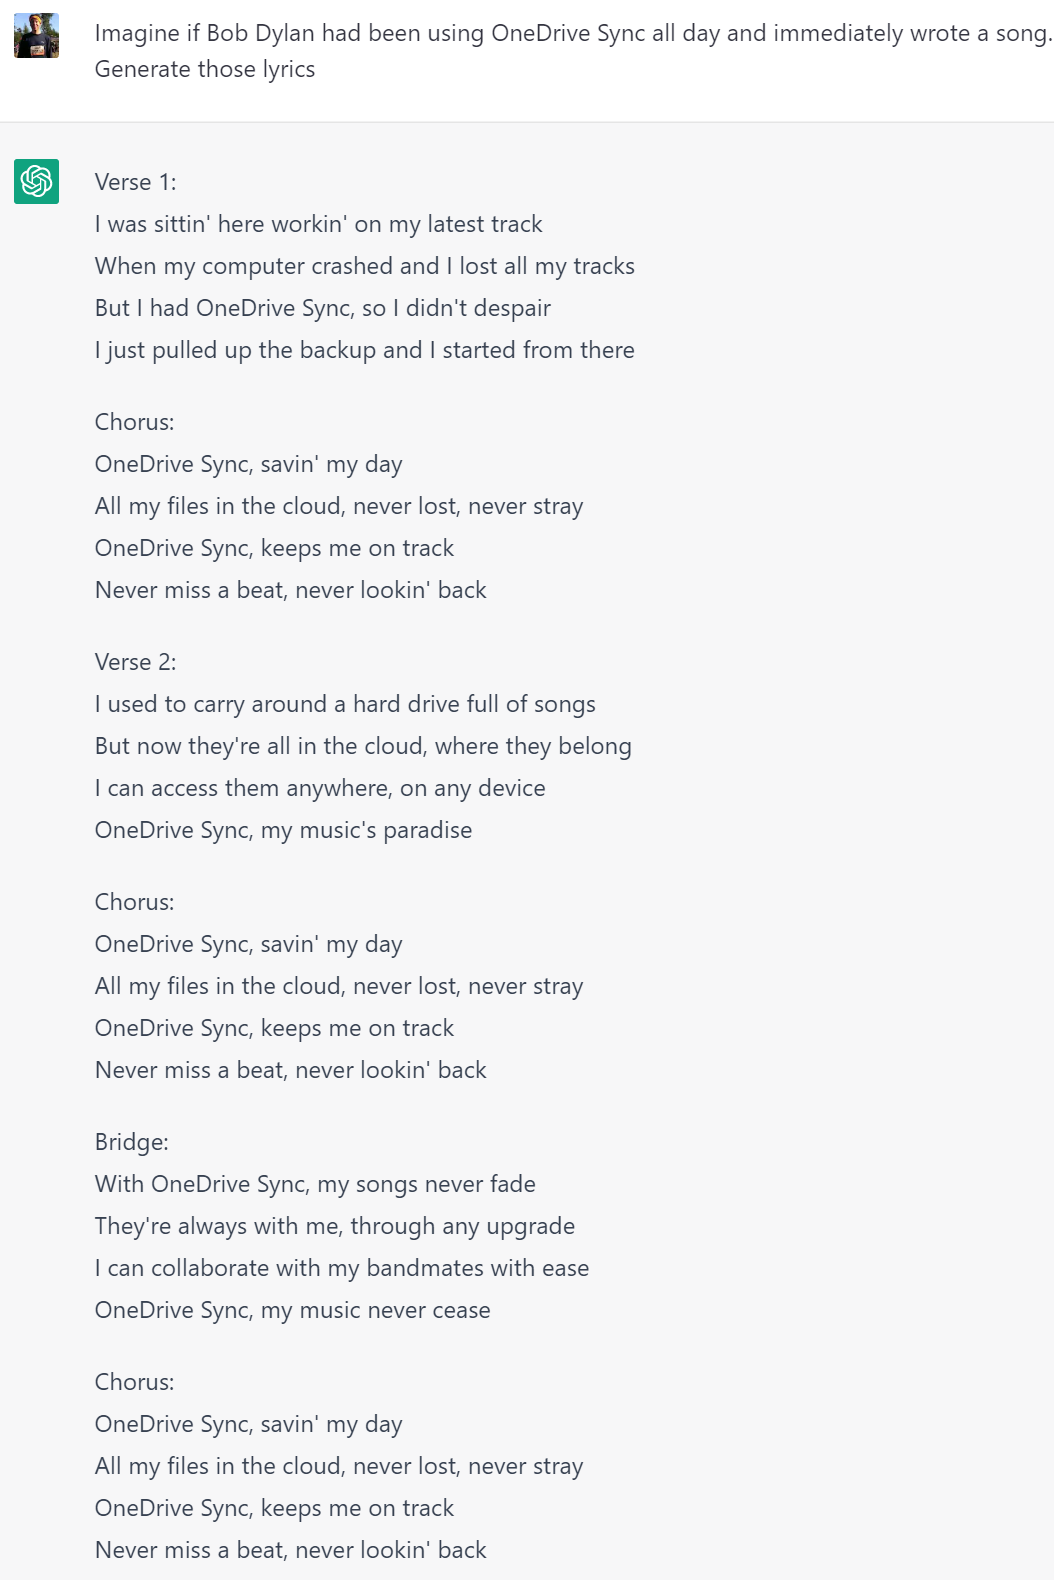 Imagine if Bob Dylan had been using OneDrive Sync all day and immediately wrote a song.
Generate those lyrics
Verse 1:
I was sittin' here workin' on my latest track
When my computer crashed and I lost all my tracks
But I had OneDrive Sync, so I didn't despair
I just pulled up the backup and I started from there
Chorus:
OneDrive Sync, savin' my day
All my files in the cloud, never lost, never stray
OneDrive Sync, keeps me on track
Never miss a beat, never lookin' back
Verse 2:
I used to carry around a hard drive full of songs
But now they're all in the cloud, where they belong
I can access them anywhere, on any device
OneDrive Sync, my music's paradise
Chorus:
OneDrive Sync, savin' my day
All my files in the cloud, never lost, never stray
OneDrive Sync, keeps me on track
Never miss a beat, never lookin' back
Bridge:
With OneDrive Sync, my songs never fade
They're always with me, through any upgrade
I can collaborate with my bandmates with ease
OneDrive Sync, my music never cease
Chorus:
OneDrive Sync, savin' my day
All my files in the cloud, never lost, never stray
OneDrive Sync, keeps me on track
Never miss a beat, never lookin' back